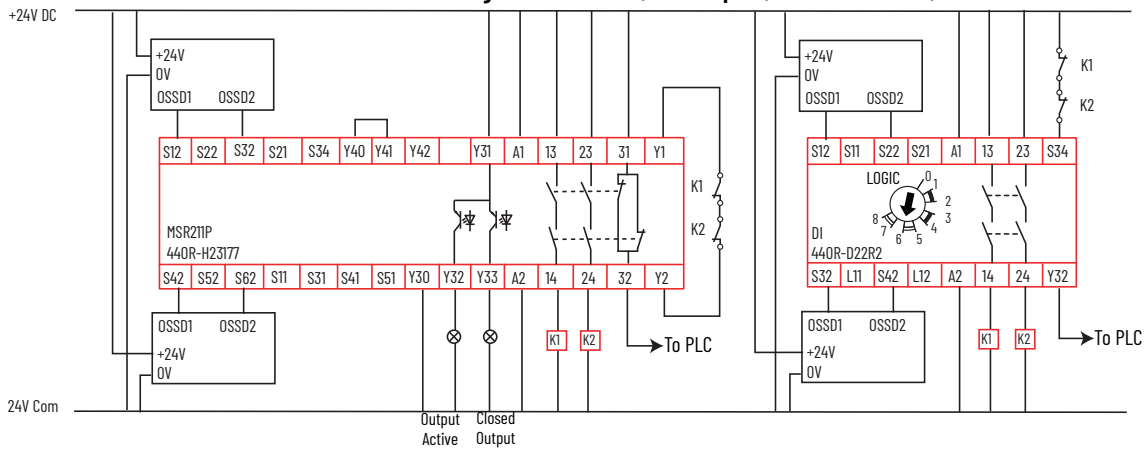 +24V DC
+24V
0V
OSSD1 OSSD2
+24V
0V
OSSD1 OSSD2
K1
K2
S12 S22 S32 S21 S34 Y40 Y41 Y42 Y31 A1 13 23 31 Y1
S12 S11 S22 S21 A1 13 23 S34
K1
K2
MSR211P
440R-H23177
LOGIC
0
1
2
3
4
5
6
7
8
DI
440R-D22R2
S42 S52 S62 S11 S31 S41 S51 Y30 Y32 Y33 A2 14 24 32 Y2
S32 L11 S42 L12 A2 14 24 Y32
OSSD1 OSSD2
+24V
0V
K1 K2
To PLC
OSSD1 OSSD2
+24V
0V
K1 K2
To PLC
24V Com
Output
Active
Closed
Output